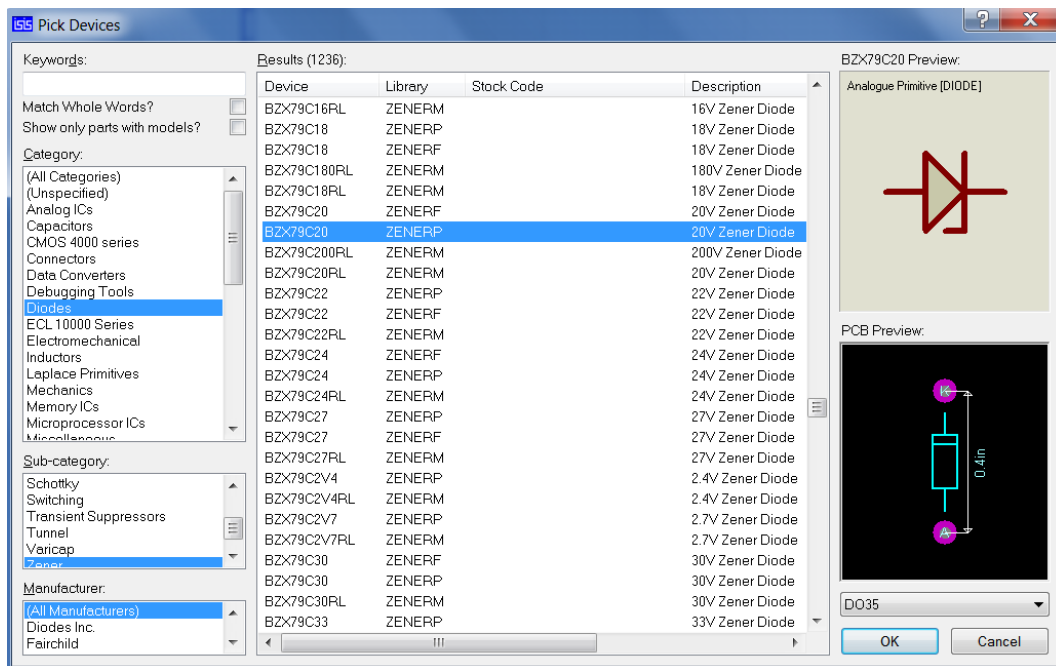 isis Pick Devices
Keywords:
Match Whole Words?
Show only parts with models?
Category:
(All Categories)
(Unspecified)
Analog ICs
Capacitors
CMOS 4000 series
Connectors
Data Converters
Debugging Tools
Diodes
ECL 10000 Series
Electromechanical
Inductors
Laplace Primitives
Mechanics
Memory ICs
Microprocessor ICs
Miscellaneous
Sub-category:
Schottky
Switching
Transient Suppressors
Tunnel
Varicap
Zener
Manufacturer:
(All Manufacturers)
Diodes Inc.
Fairchild
Results (1236):
Device Library Stock Code Description
BZX79C16RL ZENERM 16V Zener Diode
BZX79C18 ZENERP 18V Zener Diode
BZX79C18 ZENERF 18V Zener Diode
BZX79C180RL ZENERM 180V Zener Diode
BZX79C18RL ZENERM 18V Zener Diode
BZX79C20 ZENERF 20V Zener Diode
BZX79C20 ZENERP 20V Zener Diode
BZX79C200RL ZENERM 200V Zener Diode
BZX79C20RL ZENERM 20V Zener Diode
BZX79C22 ZENERP 22V Zener Diode
BZX79C22 ZENERF 22V Zener Diode
BZX79C22RL ZENERM 22V Zener Diode
BZX79C24 ZENERF 24V Zener Diode
BZX79C24 ZENERP 24V Zener Diode
BZX79C24RL ZENERM 24V Zener Diode
BZX79C27 ZENERP 27V Zener Diode
BZX79C27 ZENERF 27V Zener Diode
BZX79C27RL ZENERM 27V Zener Diode
BZX79C2V4 ZENERP 2.4V Zener Diode
BZX79C2V4RL ZENERM 2.4V Zener Diode
BZX79C2V7 ZENERP 2.7V Zener Diode
BZX79C2V7RL ZENERM 2.7V Zener Diode
BZX79C30 ZENERF 30V Zener Diode
BZX79C30 ZENERP 30V Zener Diode
BZX79C30RL ZENERM 30V Zener Diode
BZX79C33 ZENERP 33V Zener Diode
BZX79C20 Preview:
Analogue Primitive [DIODE]
PCB Preview:
K
0.4in
A
DO35
OK Cancel